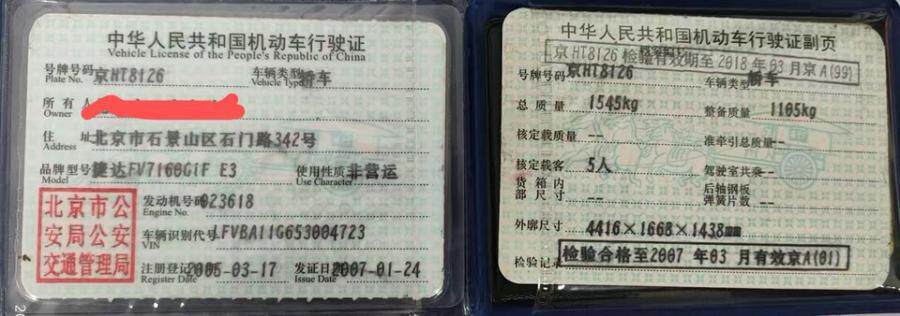 中华人民共和国机动车行驶证
Vehicle License of the People's Republic of China
号牌号码 京HT8126 车辆类型 轿车
Plate No. Vehicle Type
所有人
Owner
住址 北京市石景山区石门路342号
Address
品牌型号 捷达FV7160GiF E3 使用性质 非营运
Model Use Character
北京市公
安局公安
交通管理局
发动机号码 023618
Engine No.
车辆识别代号 LFVBA11G653004723
VIN
注册登记日期 2005-03-17 发证日期 2007-01-24
Register Date Issue Date
中华人民共和国机动车行驶证副页
京HT8126 检验有效期至2018年03月京A(99)
号牌号码 京HT8126 车辆类型 轿车
总质量 1545kg 整备质量 1105kg
核定载质量 -- 准牵引总质量 --
核定载客 5人 驾驶室共乘 --
货箱内部尺寸 -- 后轴钢板弹簧片数 --
外廓尺寸 4416×1668×1438mm
检验记录 检验合格至2007年03月有效京A(01)